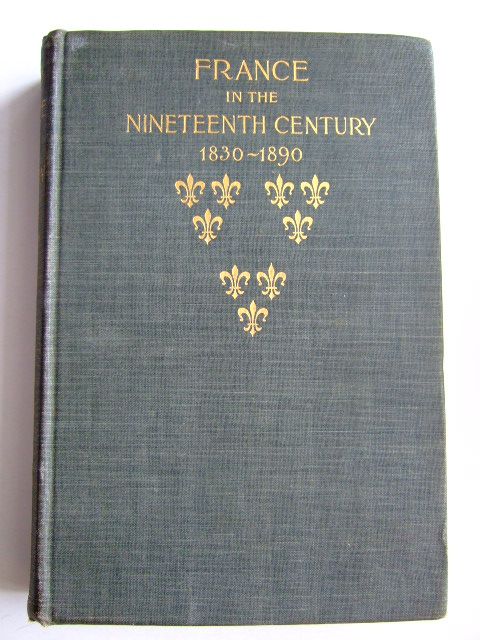 FRANCE
IN THE
NINETEENTH CENTURY
1830~1890